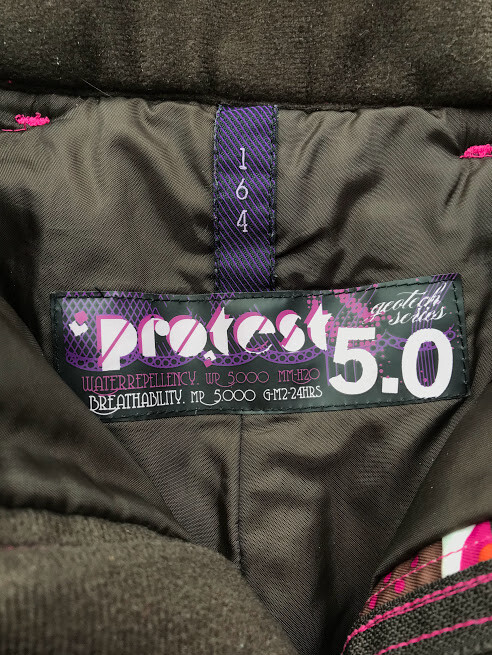 164
geotech
series
protest
5.0
WATERREPELLENCY. WP 5000 MM-H2O
BREATHABILITY. MP 5000 G-M2-24HRS